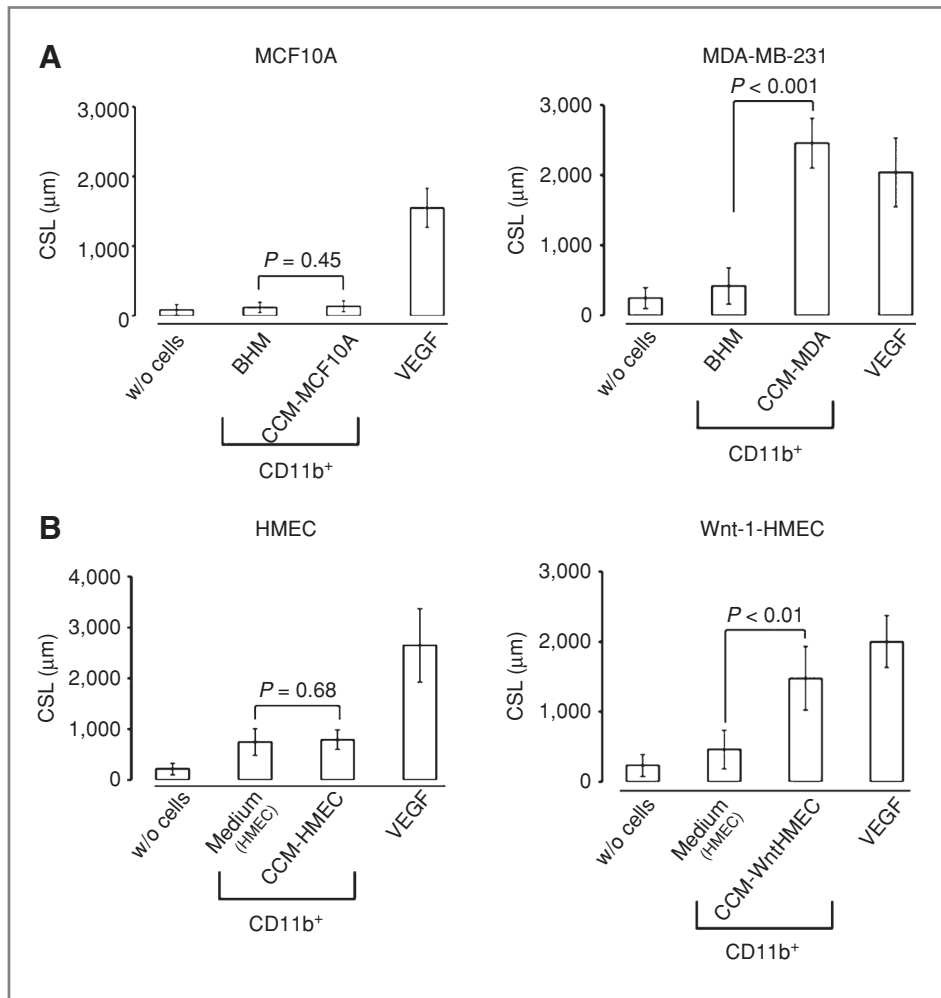 A
MCF10A
CSL (μm)
3,000
2,000
1,000
0
P = 0.45
w/o cells
BHM
CCM-MCF10A
VEGF
CD11b+
MDA-MB-231
P < 0.001
CSL (μm)
3,000
2,000
1,000
0
w/o cells
BHM
CCM-MDA
VEGF
CD11b+
B
HMEC
CSL (μm)
4,000
3,000
2,000
1,000
0
P = 0.68
w/o cells
Medium
(HMEC)
CCM-HMEC
VEGF
CD11b+
Wnt-1-HMEC
CSL (μm)
3,000
2,000
1,000
0
P < 0.01
w/o cells
Medium
(HMEC)
CCM-WntHMEC
VEGF
CD11b+